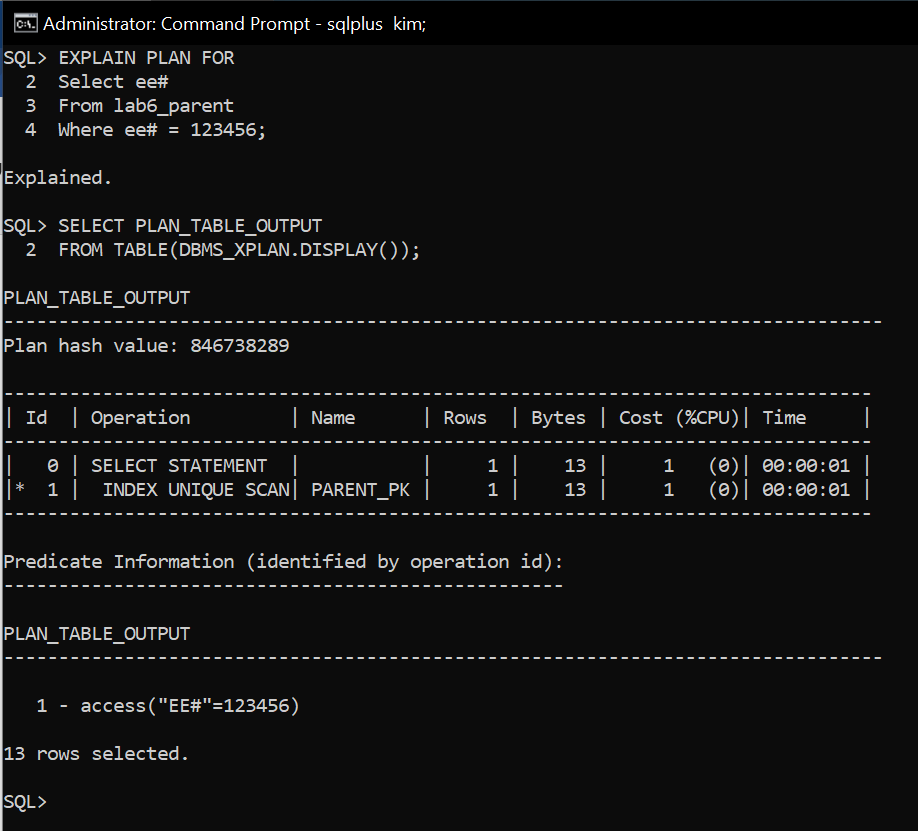 Administrator: Command Prompt - sqlplus  kim;
SQL> EXPLAIN PLAN FOR
  2  Select ee#
  3  From lab6_parent
  4  Where ee# = 123456;
Explained.
SQL> SELECT PLAN_TABLE_OUTPUT
  2  FROM TABLE(DBMS_XPLAN.DISPLAY());
PLAN_TABLE_OUTPUT
--------------------------------------------------------------------------------
Plan hash value: 846738289
-------------------------------------------------------------------------------
| Id  | Operation         | Name      | Rows  | Bytes | Cost (%CPU)| Time     |
-------------------------------------------------------------------------------
|   0 | SELECT STATEMENT  |           |     1 |    13 |     1   (0)| 00:00:01 |
|*  1 |  INDEX UNIQUE SCAN| PARENT_PK |     1 |    13 |     1   (0)| 00:00:01 |
-------------------------------------------------------------------------------
Predicate Information (identified by operation id):
---------------------------------------------------
PLAN_TABLE_OUTPUT
--------------------------------------------------------------------------------
   1 - access("EE#"=123456)
13 rows selected.
SQL>